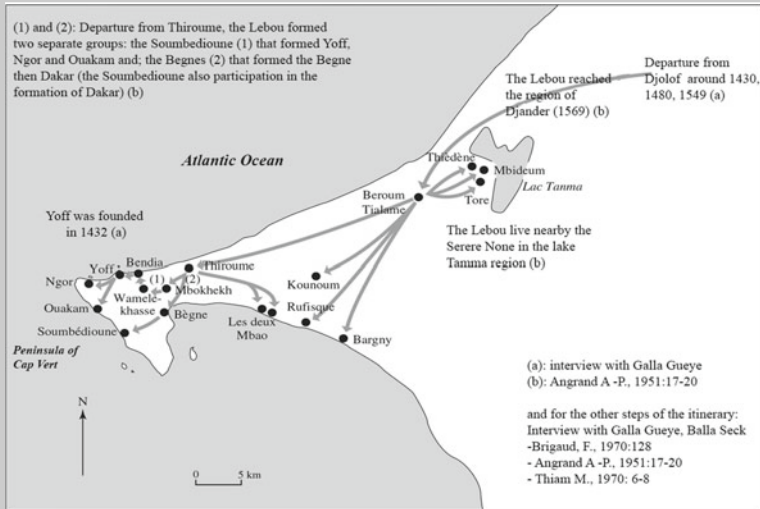 (1) and (2): Departure from Thiroume, the Lebou formed
two separate groups: the Soumbedioune (1) that formed Yoff,
Ngor and Ouakam and; the Begnes (2) that formed the Begne
then Dakar (the Soumbedioune also participation in the
formation of Dakar) (b)
Departure from
Djolof around 1430,
1480, 1549 (a)
The Lebou reached
the region of
Djander (1569) (b)
Atlantic Ocean
Thiedène
Mbideum
Lac Tanma
Tore
Beroum
Tialame
The Lebou live nearby the
Serere None in the lake
Tamma region (b)
Yoff was founded
in 1432 (a)
Yoff
Bendia
Thiroume
Ngor
(1)
(2)
Mbokhekh
Wamele-
khasse
Kounoum
Ouakam
Bègne
Rufisque
Les deux
Mbao
Soumbédioune
Bargny
Peninsula of
Cap Vert
N
0
5 km
(a): interview with Galla Gueye
(b): Angrand A -P., 1951:17-20
and for the other steps of the itinerary:
Interview with Galla Gueye, Balla Seck
-Brigaud, F., 1970:128
- Angrand A -P., 1951:17-20
- Thiam M., 1970: 6-8